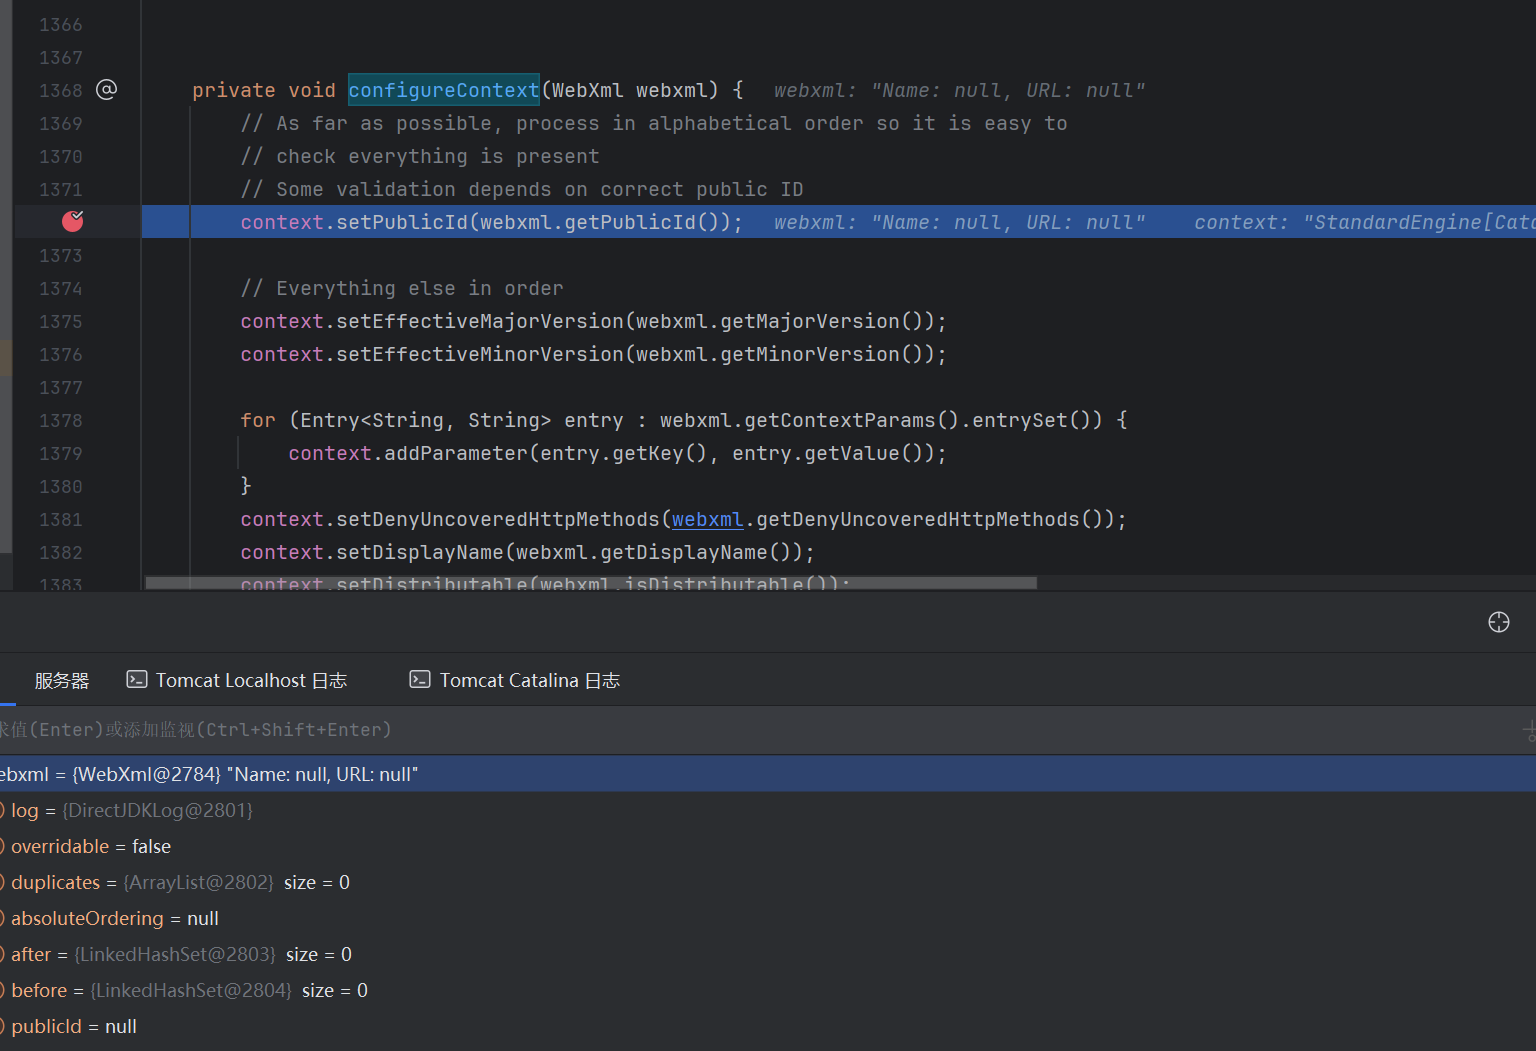 1366
1367
1368 @ private void configureContext(WebXml webxml) { webxml: "Name: null, URL: null"
1369 // As far as possible, process in alphabetical order so it is easy to
1370 // check everything is present
1371 // Some validation depends on correct public ID
context.setPublicId(webxml.getPublicId()); webxml: "Name: null, URL: null" context: "StandardEngine[Cata
1373
1374 // Everything else in order
1375 context.setEffectiveMajorVersion(webxml.getMajorVersion());
1376 context.setEffectiveMinorVersion(webxml.getMinorVersion());
1377
1378 for (Entry<String, String> entry : webxml.getContextParams().entrySet()) {
1379 context.addParameter(entry.getKey(), entry.getValue());
1380 }
1381 context.setDenyUncoveredHttpMethods(webxml.getDenyUncoveredHttpMethods());
1382 context.setDisplayName(webxml.getDisplayName());
1383 context.setDistributable(webxml.isDistributable());
服务器 Tomcat Localhost 日志 Tomcat Catalina 日志
求值(Enter)或添加监视(Ctrl+Shift+Enter)
ebxml = {WebXml@2784} "Name: null, URL: null"
log = {DirectJDKLog@2801}
overridable = false
duplicates = {ArrayList@2802} size = 0
absoluteOrdering = null
after = {LinkedHashSet@2803} size = 0
before = {LinkedHashSet@2804} size = 0
publicId = null